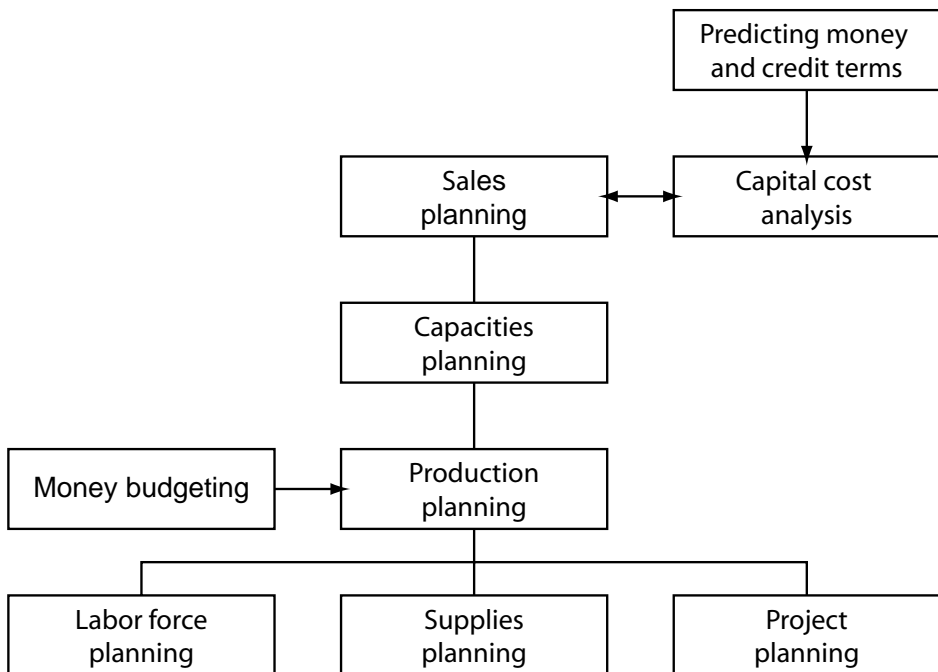 Predicting money
and credit terms
Sales
planning
Capital cost
analysis
Capacities
planning
Money budgeting
Production
planning
Labor force
planning
Supplies
planning
Project
planning